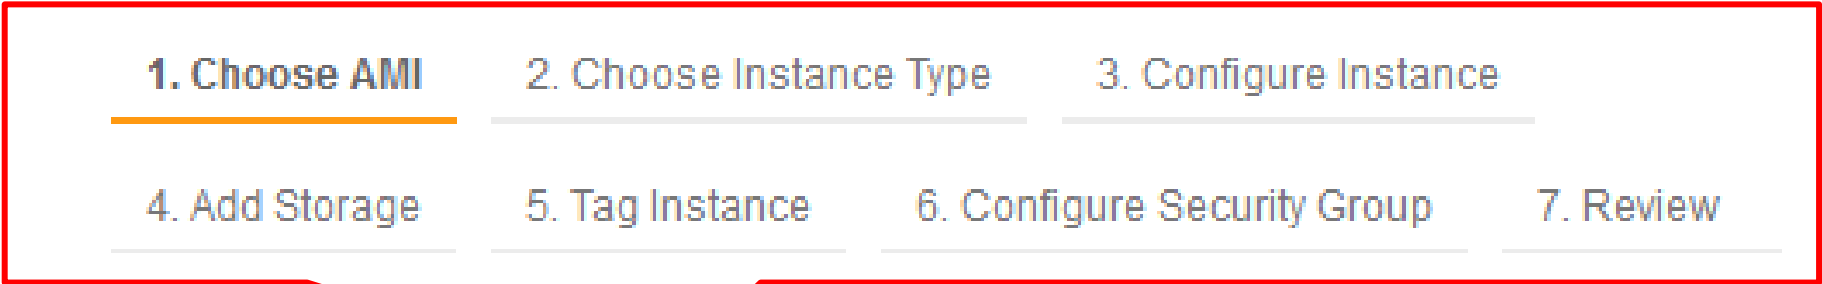 1. Choose AMI 2. Choose Instance Type 3. Configure Instance
4. Add Storage 5. Tag Instance 6. Configure Security Group 7. Review